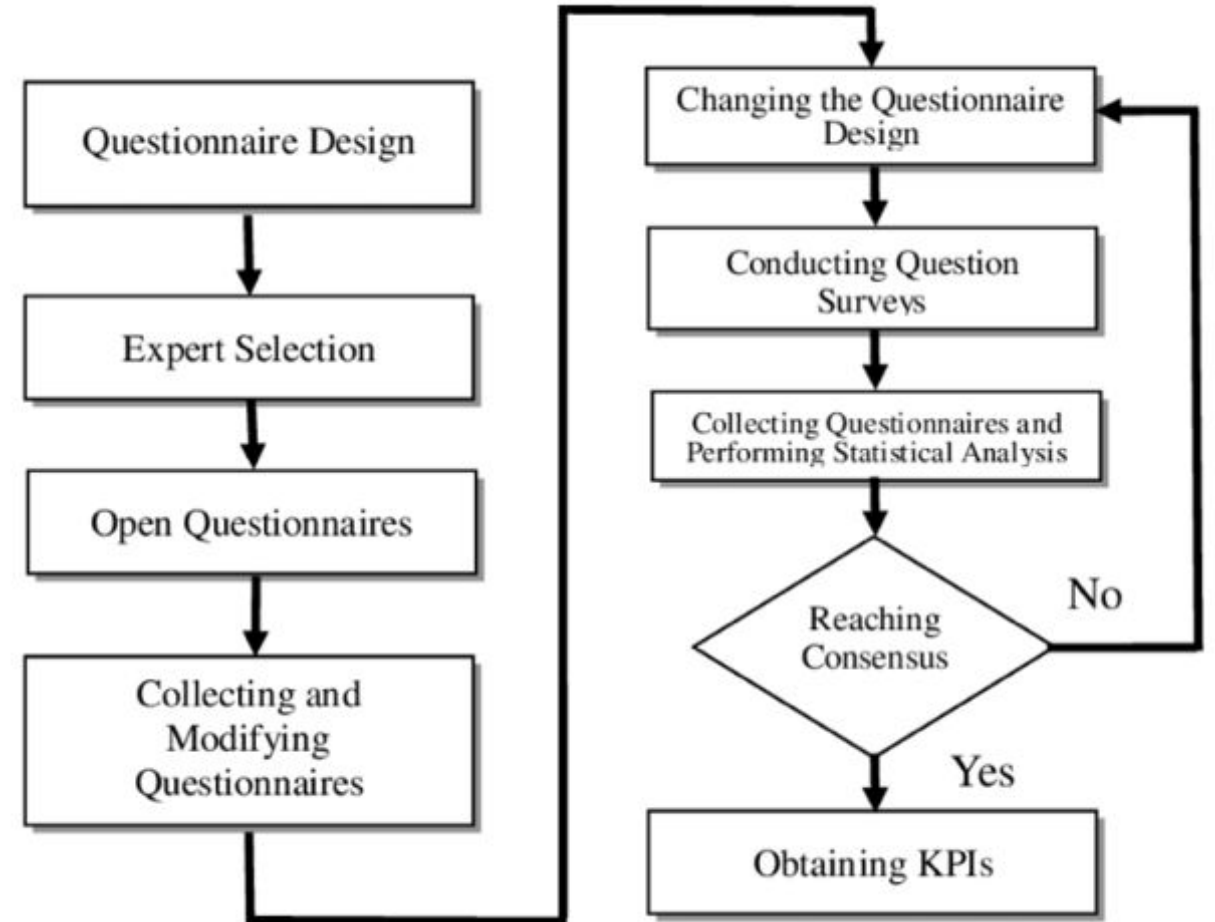 Questionnaire Design
Expert Selection
Open Questionnaires
Collecting and
Modifying
Questionnaires
Changing the Questionnaire
Design
Conducting Question
Surveys
Collecting Questionnaires and
Performing Statistical Analysis
Reaching
Consensus
No
Yes
Obtaining KPIs